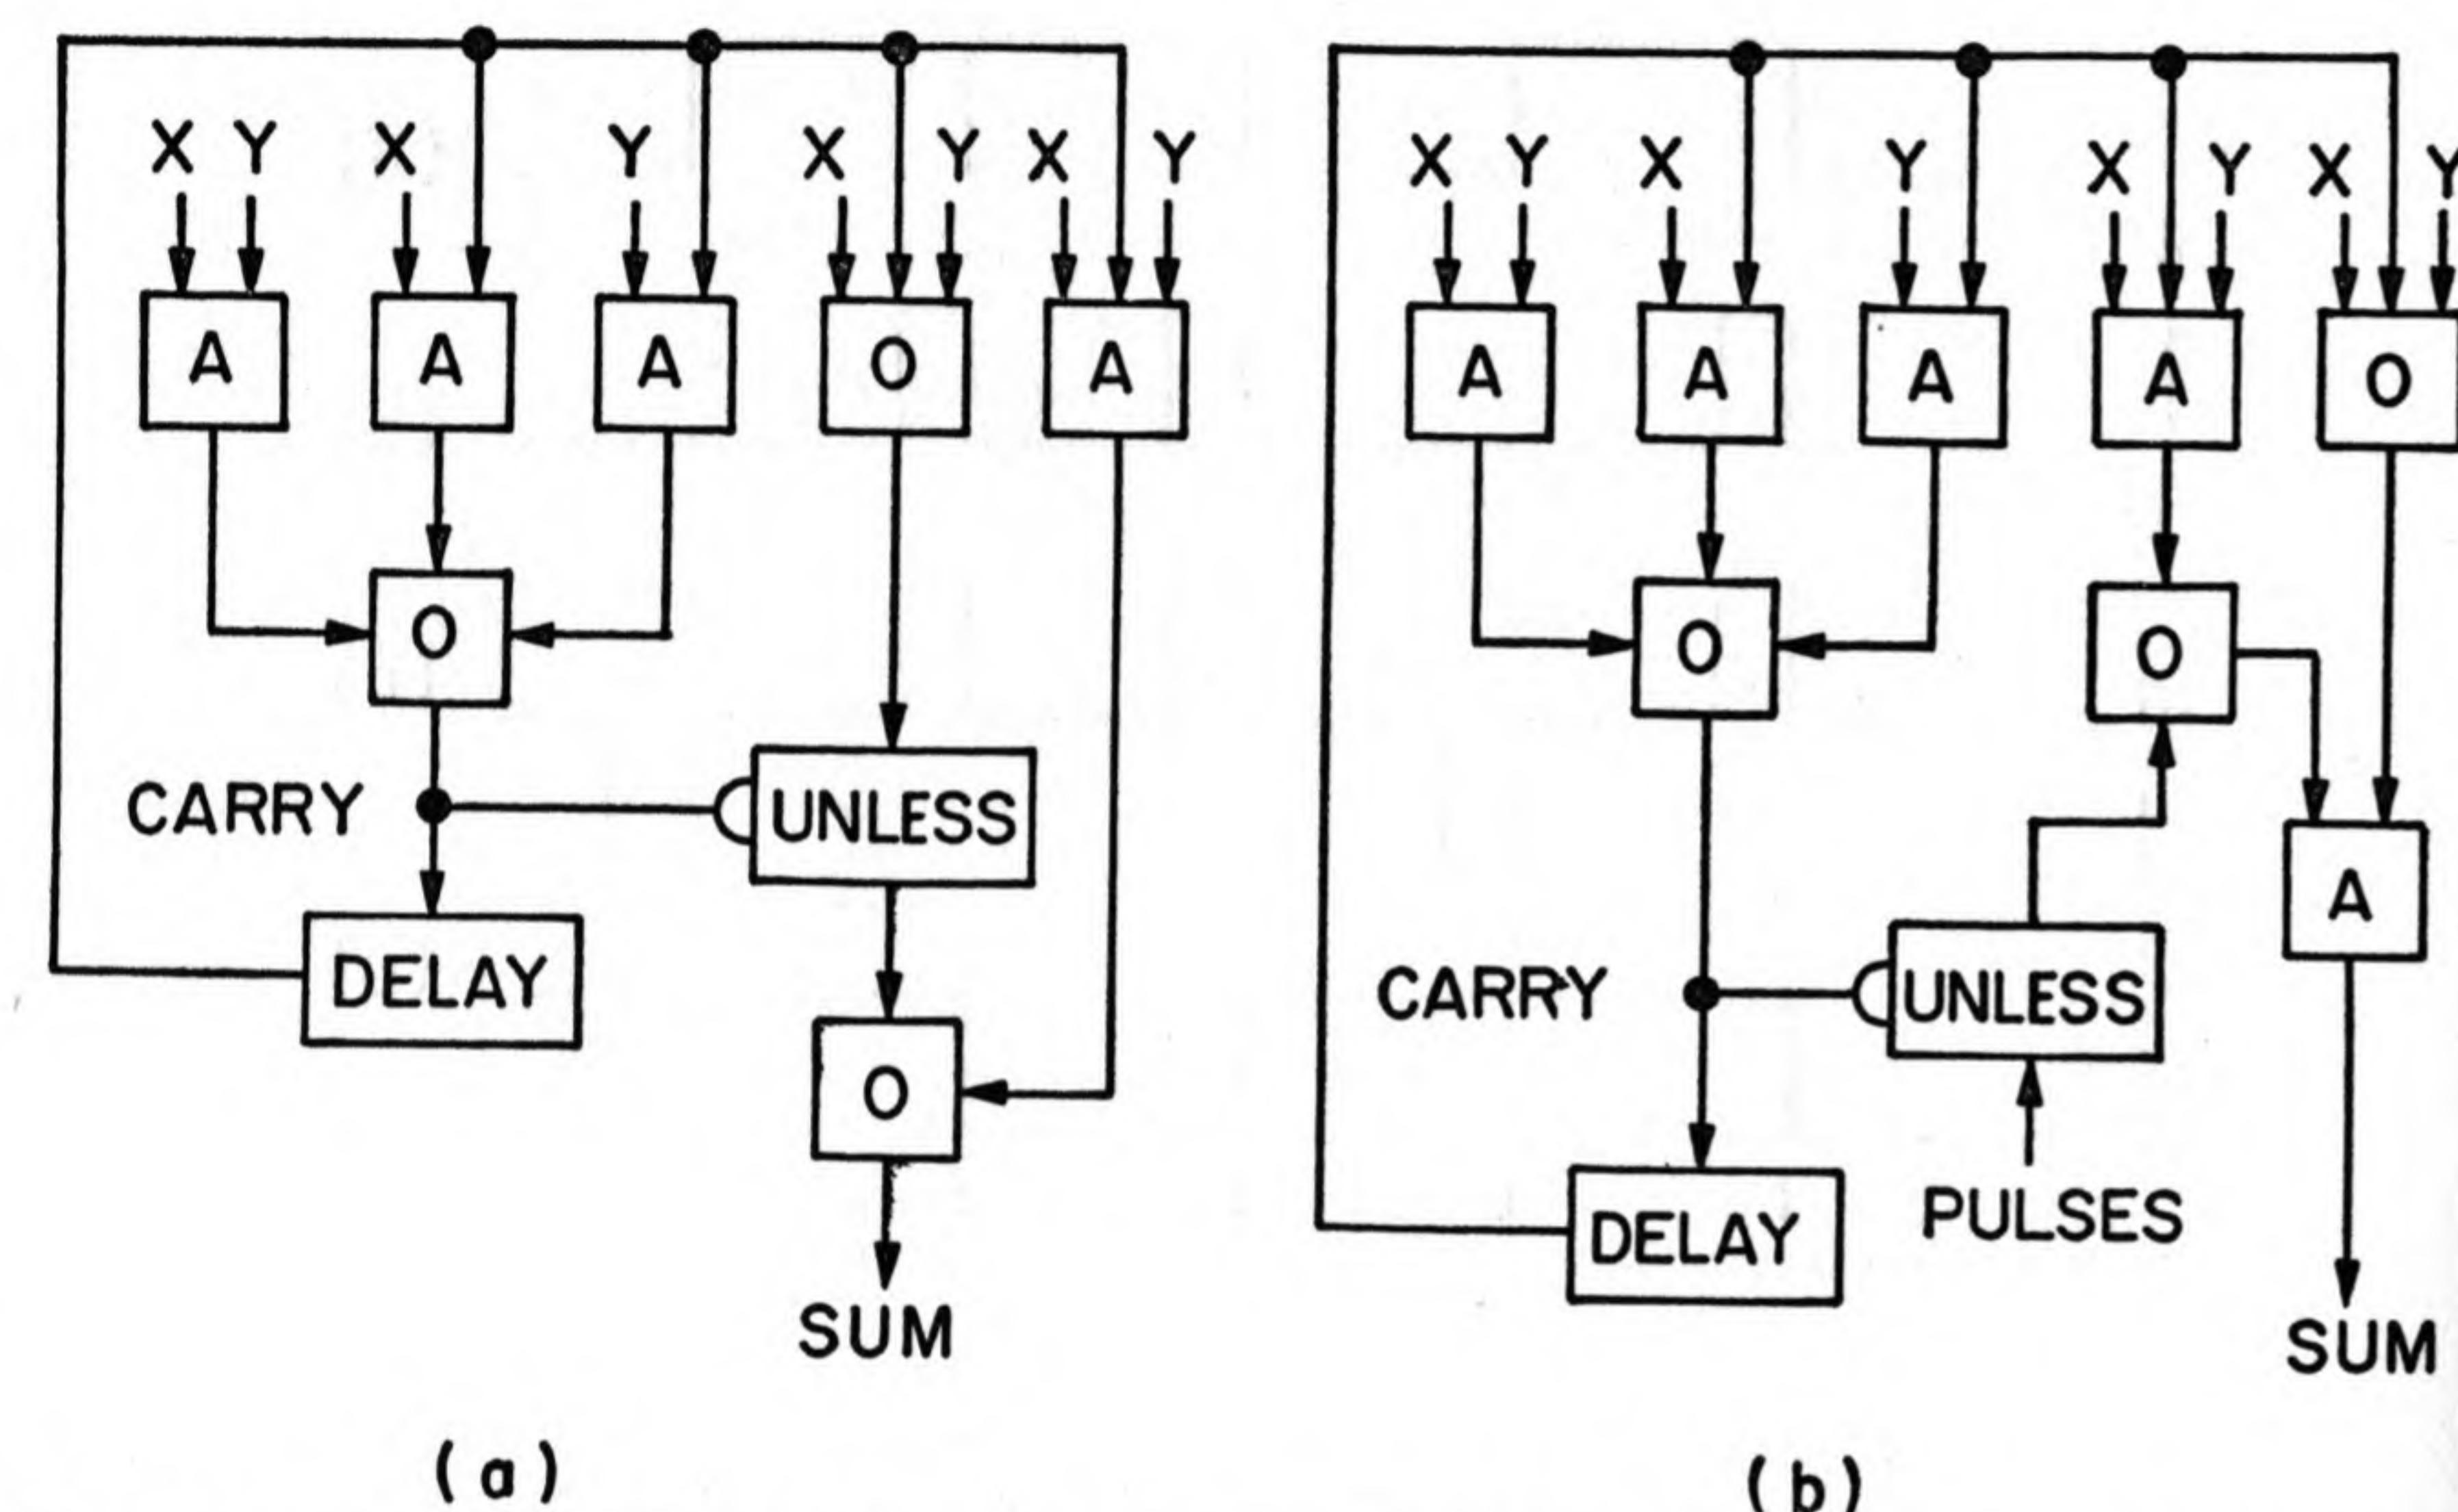 X Y X Y X Y X Y
A A A O A
O
CARRY
UNLESS
DELAY
O
SUM
(a)
X Y X Y X Y X Y
A A A A O
O O
A
CARRY
UNLESS
PULSES
DELAY
SUM
(b)